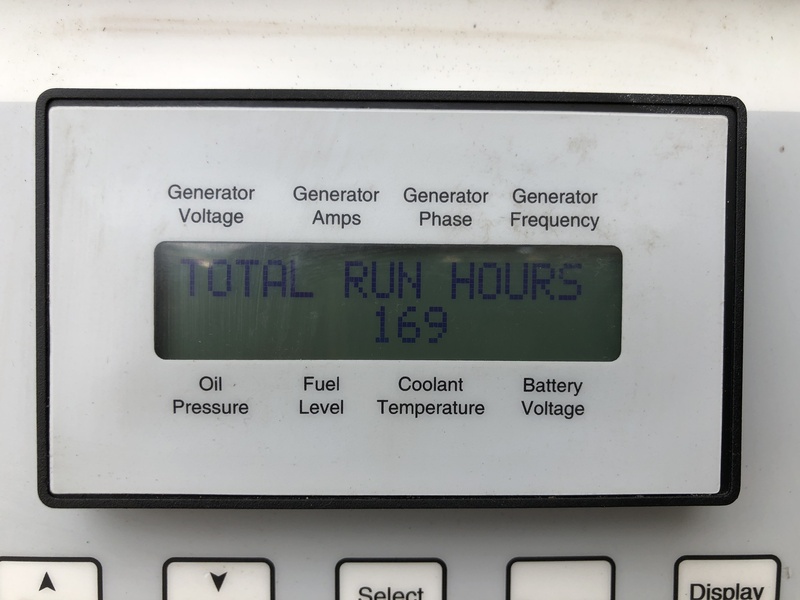 Generator Voltage Generator Amps Generator Phase Generator Frequency
TOTAL RUN HOURS
169
Oil Pressure Fuel Level Coolant Temperature Battery Voltage
Select
Display